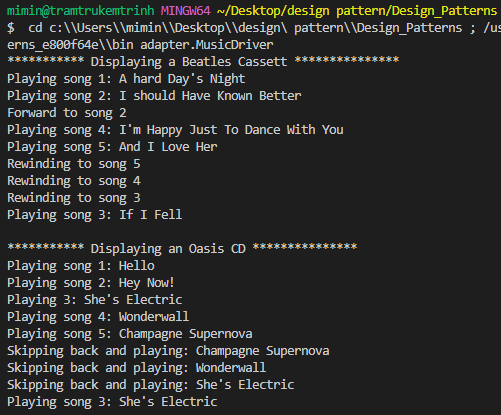 mimin@tramtrukemtrinh MINGW64 ~/Desktop/design pattern/Design_Patterns
$  cd c:\\Users\\mimin\\Desktop\\design\ pattern\\Design_Patterns ; /us
erns_e800f64e\\bin adapter.MusicDriver
*********** Displaying a Beatles Cassett ***************
Playing song 1: A hard Day's Night
Playing song 2: I should Have Known Better
Forward to song 2
Playing song 4: I'm Happy Just To Dance With You
Playing song 5: And I Love Her
Rewinding to song 5
Rewinding to song 4
Rewinding to song 3
Playing song 3: If I Fell

*********** Displaying an Oasis CD ***************
Playing song 1: Hello
Playing song 2: Hey Now!
Playing 3: She's Electric
Playing song 4: Wonderwall
Playing song 5: Champagne Supernova
Skipping back and playing: Champagne Supernova
Skipping back and playing: Wonderwall
Skipping back and playing: She's Electric
Playing song 3: She's Electric